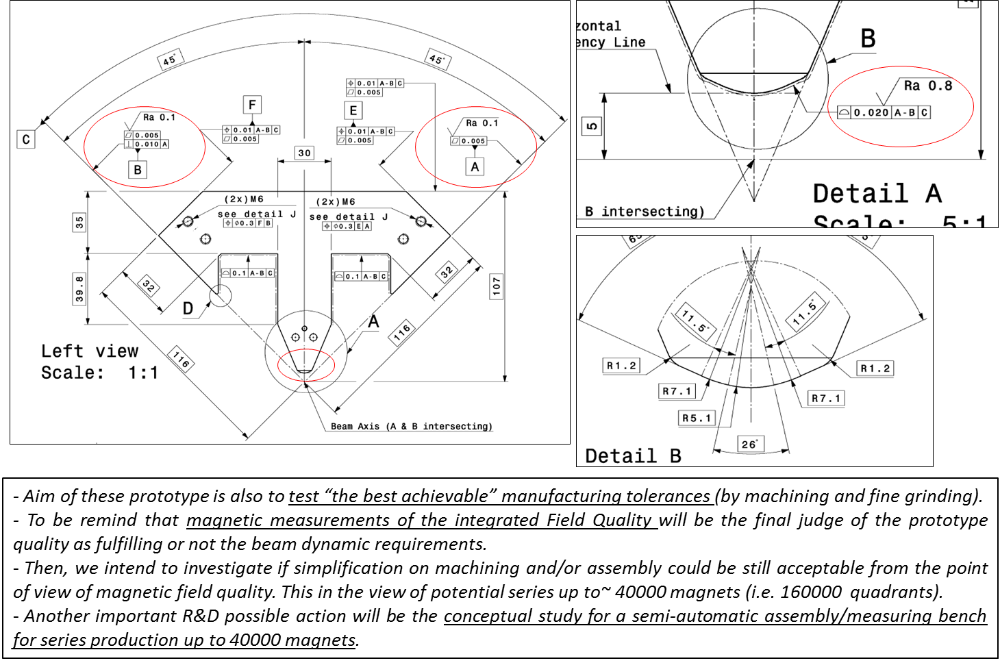 45°
45°
C
Ra 0.1
0.005
0.010 A
B
F
0.01 A-B C
0.005
0.01 A-B C
0.005
E
0.01 A-B C
0.005
Ra 0.1
0.005
A
30
(2x)M6
see detail J
Φ0.3 F B
(2x)M6
see detail J
Φ0.3 E A
35
39.8
32
0.1 A-B C
0.1 A-B C
32
107
D
A
116
116
Left view
Scale: 1:1
Beam Axis (A & B intersecting)
zontal
ency Line
B
Ra 0.8
0.020 A-B C
5
B intersecting)
Detail A
Scale: 5:1
11.5°
11.5°
R1.2
R1.2
R7.1
R7.1
R5.1
26°
Detail B
- Aim of these prototype is also to test “the best achievable” manufacturing tolerances (by machining and fine grinding).
- To be remind that magnetic measurements of the integrated Field Quality will be the final judge of the prototype
quality as fulfilling or not the beam dynamic requirements.
- Then, we intend to investigate if simplification on machining and/or assembly could be still acceptable from the point
of view of magnetic field quality. This in the view of potential series up to~ 40000 magnets (i.e. 160000 quadrants).
- Another important R&D possible action will be the conceptual study for a semi-automatic assembly/measuring bench
for series production up to 40000 magnets.